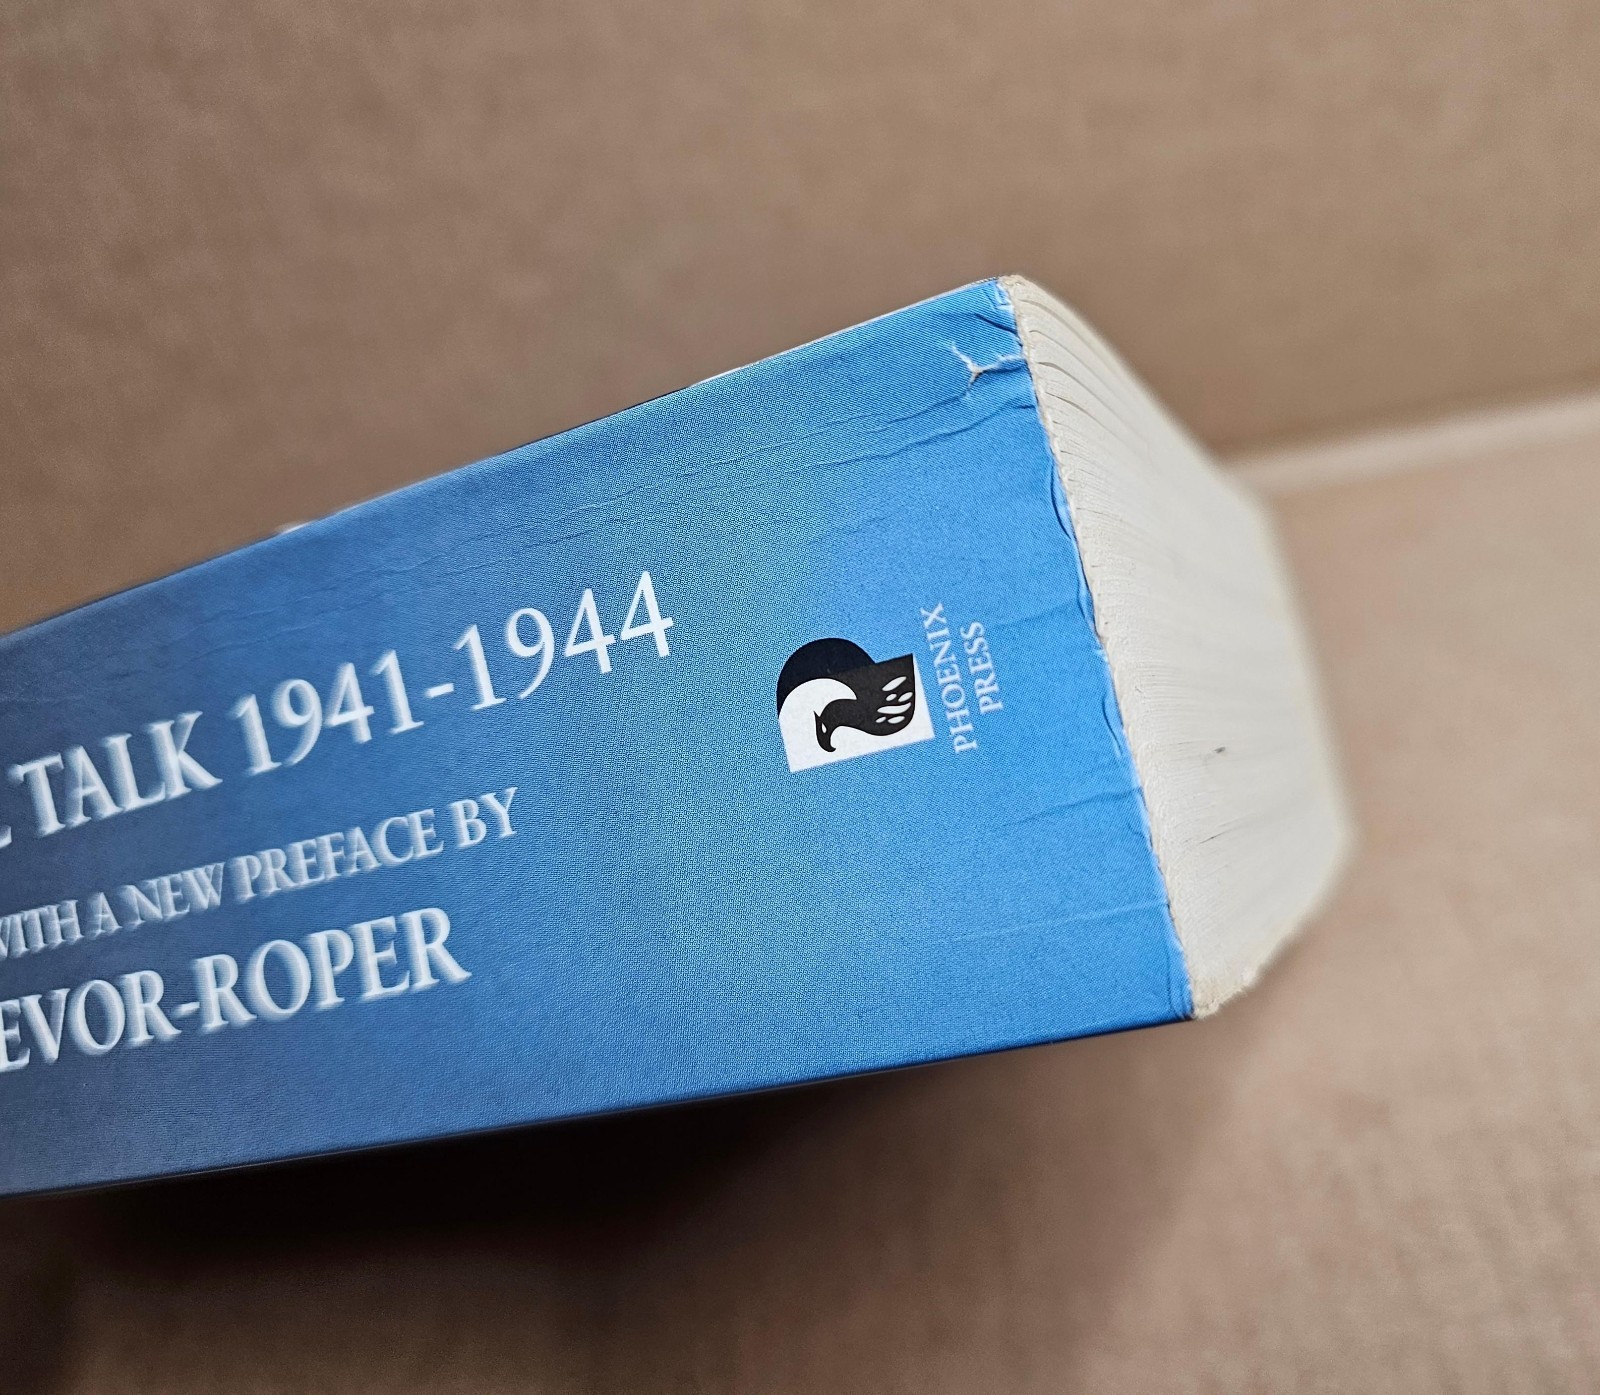 TALK 1941-1944
WITH A NEW PREFACE BY
EVOR-ROPER
PHOENIX
PRESS